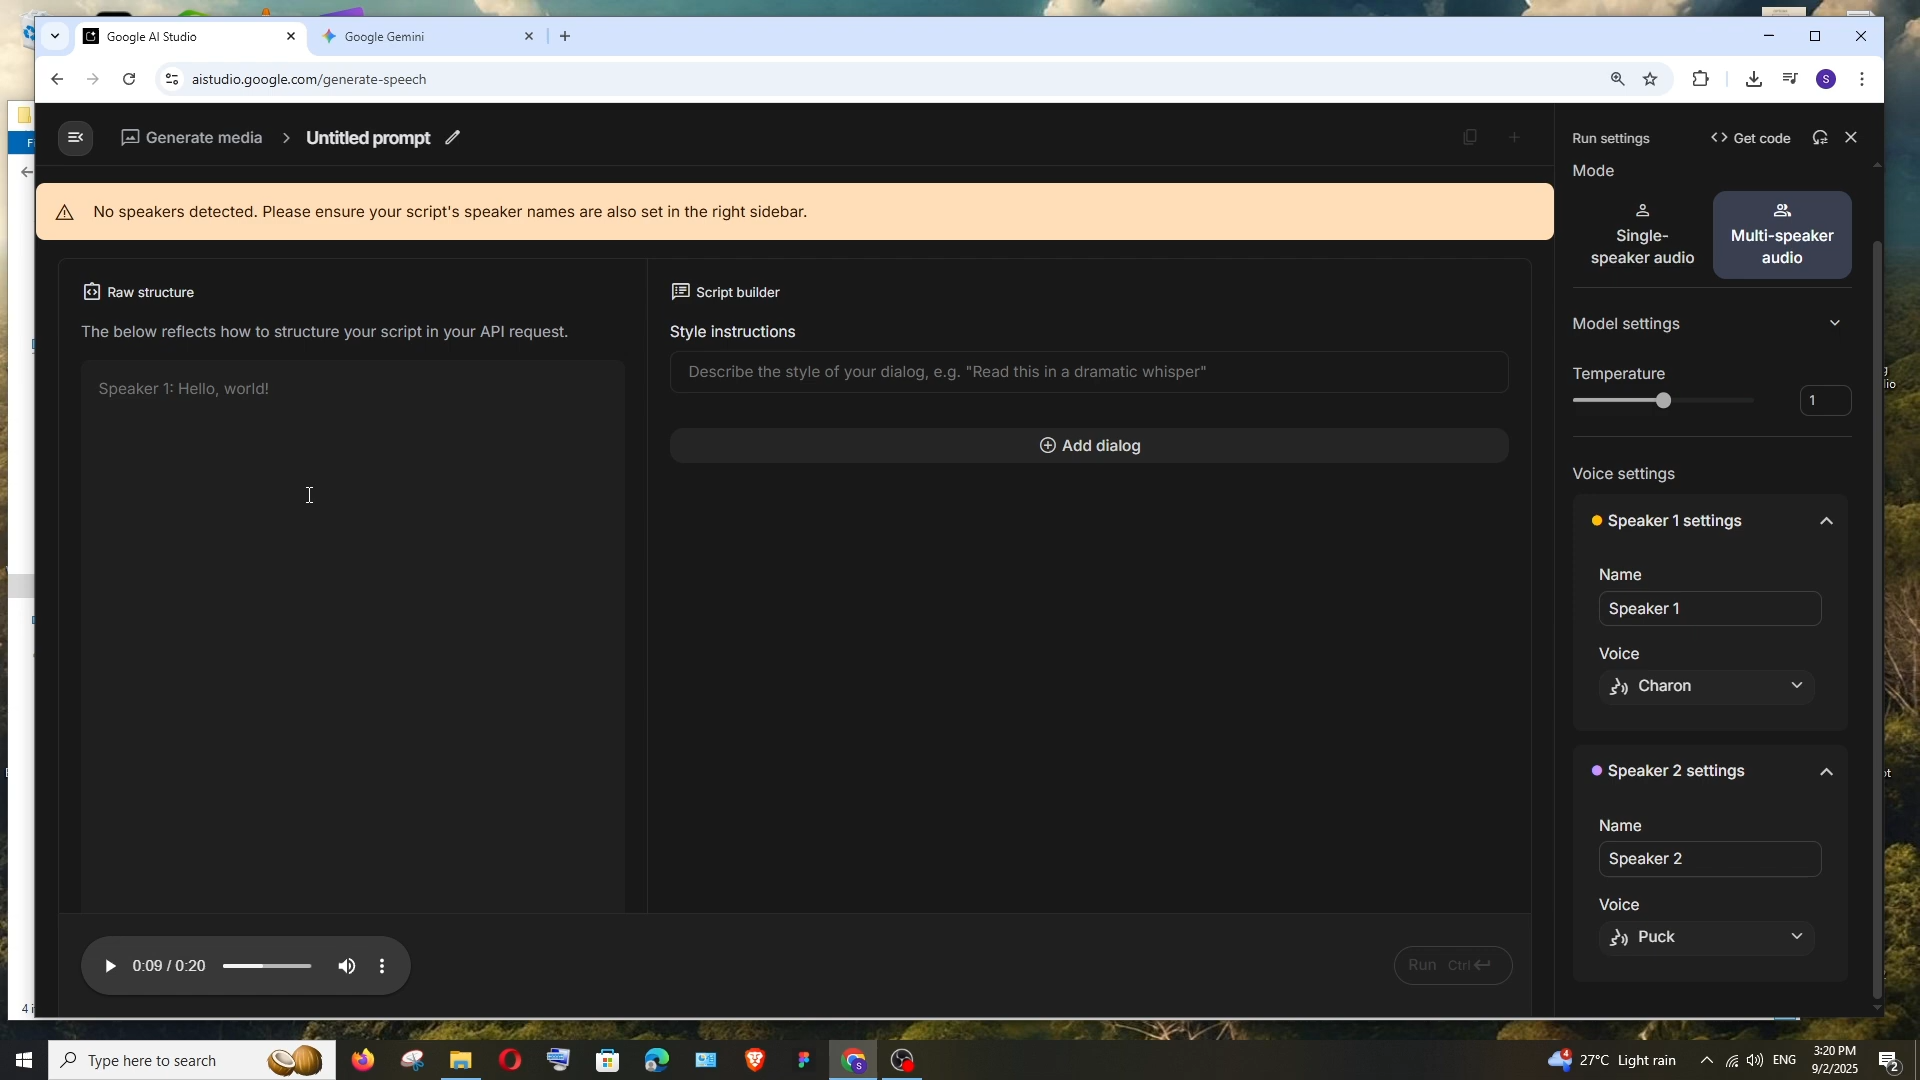 Google AI Studio
Google Gemini
aistudio.google.com/generate-speech
S
Generate media > Untitled prompt
Run settings
<> Get code
No speakers detected. Please ensure your script's speaker names are also set in the right sidebar.
Mode
Single-
speaker audio
Multi-speaker
audio
Raw structure
The below reflects how to structure your script in your API request.
Speaker 1: Hello, world!
Script builder
Style instructions
Describe the style of your dialog, e.g. "Read this in a dramatic whisper"
Add dialog
Model settings
Temperature
1
Voice settings
Speaker 1 settings
Name
Speaker 1
Voice
Charon
Speaker 2 settings
Name
Speaker 2
Voice
Puck
0:09 / 0:20
Run Ctrl
Type here to search
27°C Light rain
ENG
3:20 PM
9/2/2025
2